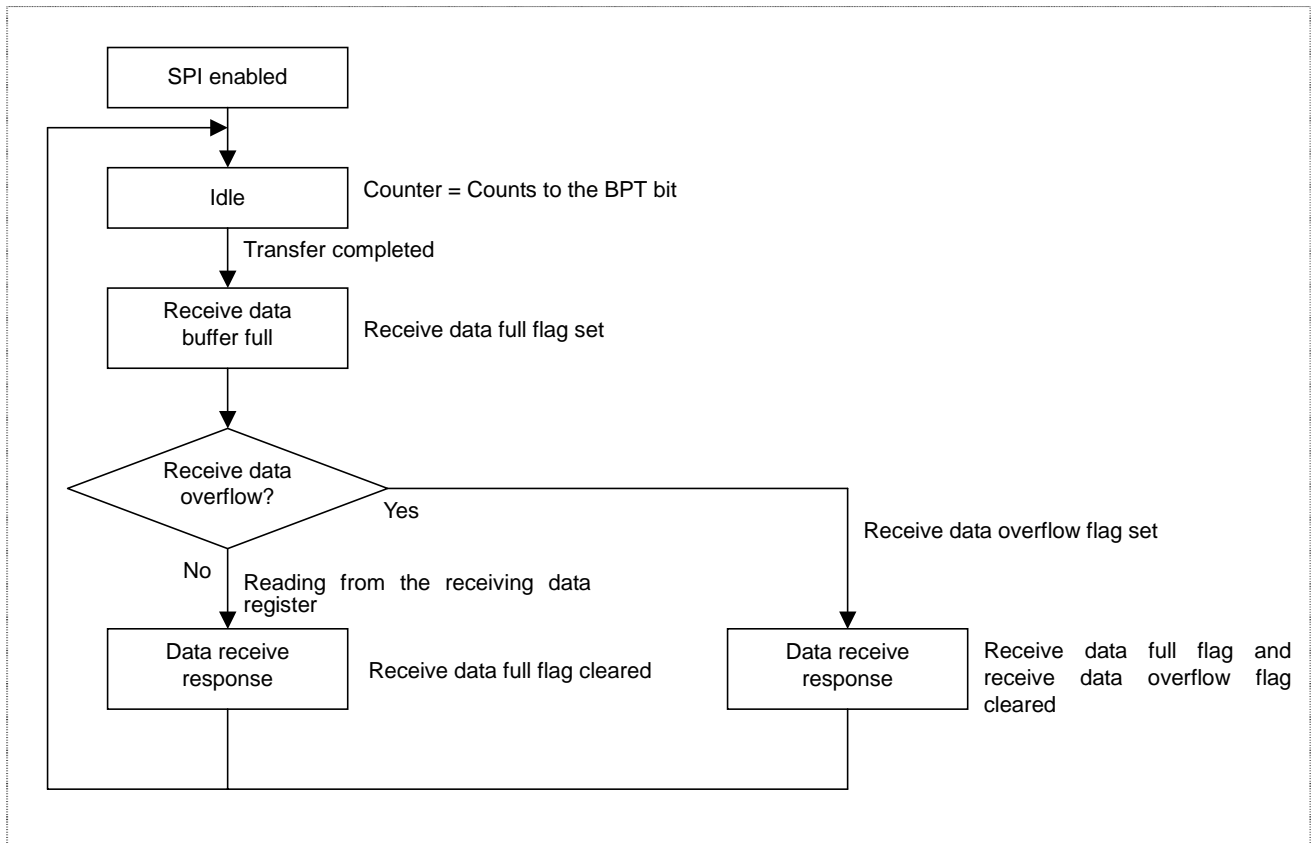 SPI enabled
Idle
Counter = Counts to the BPT bit
Transfer completed
Receive data
buffer full
Receive data full flag set
Receive data
overflow?
Yes
Receive data overflow flag set
No
Reading from the receiving data
register
Data receive
response
Receive data full flag cleared
Data receive
response
Receive data full flag and
receive data overflow flag
cleared